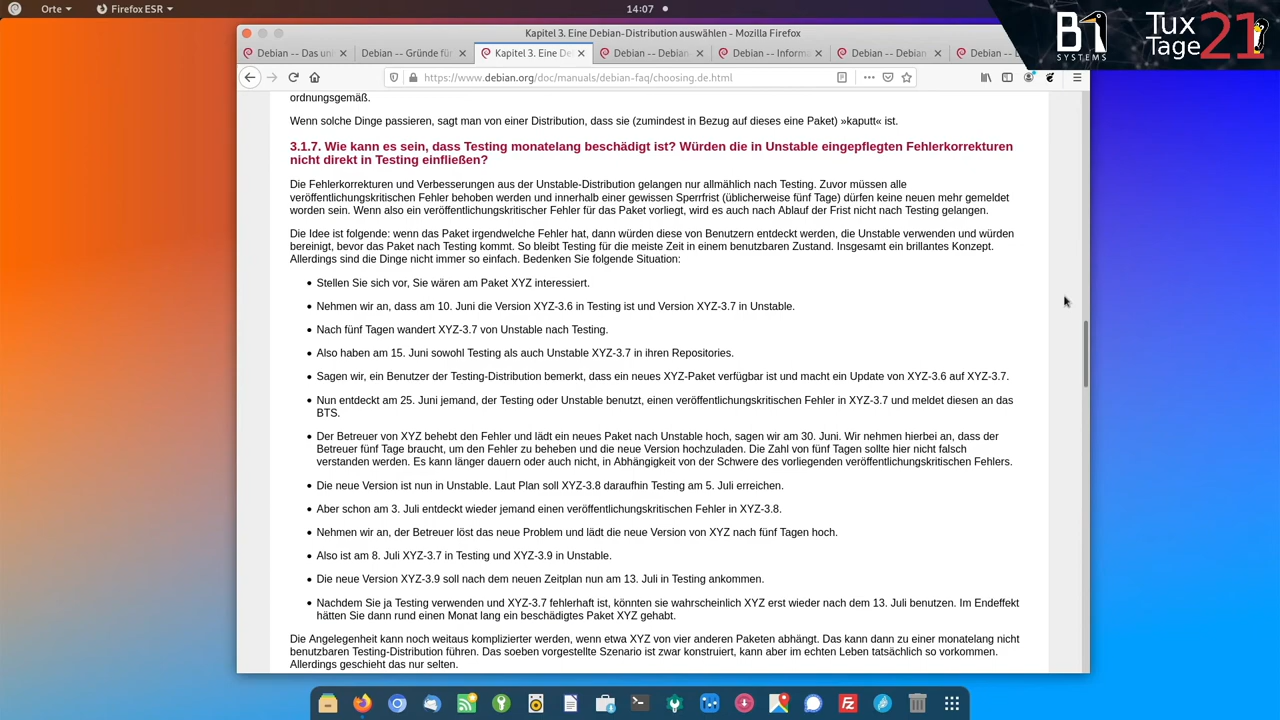 Orte
Firefox ESR
14:07
B1
SYSTEMS
Tux
Tage
21
Kapitel 3. Eine Debian-Distribution auswählen - Mozilla Firefox
Debian -- Das un
Debian -- Gründe für
Kapitel 3. Eine De
Debian -- Debian
Debian -- Informa
Debian -- Debian
Debian -- D
https://www.debian.org/doc/manuals/debian-faq/choosing.de.html
ordnungsgemäß.
Wenn solche Dinge passieren, sagt man von einer Distribution, dass sie (zumindest in Bezug auf dieses eine Paket) »kaputt« ist.
3.1.7. Wie kann es sein, dass Testing monatelang beschädigt ist? Würden die in Unstable eingepflegten Fehlerkorrekturen
nicht direkt in Testing einfließen?
Die Fehlerkorrekturen und Verbesserungen aus der Unstable-Distribution gelangen nur allmählich nach Testing. Zuvor müssen alle
veröffentlichungskritischen Fehler behoben werden und innerhalb einer gewissen Sperrfrist (üblicherweise fünf Tage) dürfen keine neuen mehr gemeldet
worden sein. Wenn also ein veröffentlichungskritischer Fehler für das Paket vorliegt, wird es auch nach Ablauf der Frist nicht nach Testing gelangen.
Die Idee ist folgende: wenn das Paket irgendwelche Fehler hat, dann würden diese von Benutzern entdeckt werden, die Unstable verwenden und würden
bereinigt, bevor das Paket nach Testing kommt. So bleibt Testing für die meiste Zeit in einem benutzbaren Zustand. Insgesamt ein brillantes Konzept.
Allerdings sind die Dinge nicht immer so einfach. Bedenken Sie folgende Situation:
• Stellen Sie sich vor, Sie wären am Paket XYZ interessiert.
• Nehmen wir an, dass am 10. Juni die Version XYZ-3.6 in Testing ist und Version XYZ-3.7 in Unstable.
• Nach fünf Tagen wandert XYZ-3.7 von Unstable nach Testing.
• Also haben am 15. Juni sowohl Testing als auch Unstable XYZ-3.7 in ihren Repositories.
• Sagen wir, ein Benutzer der Testing-Distribution bemerkt, dass ein neues XYZ-Paket verfügbar ist und macht ein Update von XYZ-3.6 auf XYZ-3.7.
• Nun entdeckt am 25. Juni jemand, der Testing oder Unstable benutzt, einen veröffentlichungskritischen Fehler in XYZ-3.7 und meldet diesen an das
BTS.
• Der Betreuer von XYZ behebt den Fehler und lädt ein neues Paket nach Unstable hoch, sagen wir am 30. Juni. Wir nehmen hierbei an, dass der
Betreuer fünf Tage braucht, um den Fehler zu beheben und die neue Version hochzuladen. Die Zahl von fünf Tagen sollte hier nicht falsch
verstanden werden. Es kann länger dauern oder auch nicht, in Abhängigkeit von der Schwere des vorliegenden veröffentlichungskritischen Fehlers.
• Die neue Version ist nun in Unstable. Laut Plan soll XYZ-3.8 daraufhin Testing am 5. Juli erreichen.
• Aber schon am 3. Juli entdeckt wieder jemand einen veröffentlichungskritischen Fehler in XYZ-3.8.
• Nehmen wir an, der Betreuer löst das neue Problem und lädt die neue Version von XYZ nach fünf Tagen hoch.
• Also ist am 8. Juli XYZ-3.7 in Testing und XYZ-3.9 in Unstable.
• Die neue Version XYZ-3.9 soll nach dem neuen Zeitplan nun am 13. Juli in Testing ankommen.
• Nachdem Sie ja Testing verwenden und XYZ-3.7 fehlerhaft ist, könnten sie wahrscheinlich XYZ erst wieder nach dem 13. Juli benutzen. Im Endeffekt
hätten Sie dann rund einen Monat lang ein beschädigtes Paket XYZ gehabt.
Die Angelegenheit kann noch weitaus komplizierter werden, wenn etwa XYZ von vier anderen Paketen abhängt. Das kann dann zu einer monatelang nicht
benutzbaren Testing-Distribution führen. Das soeben vorgestellte Szenario ist zwar konstruiert, kann aber im echten Leben tatsächlich so vorkommen.
Allerdings geschieht das nur selten.